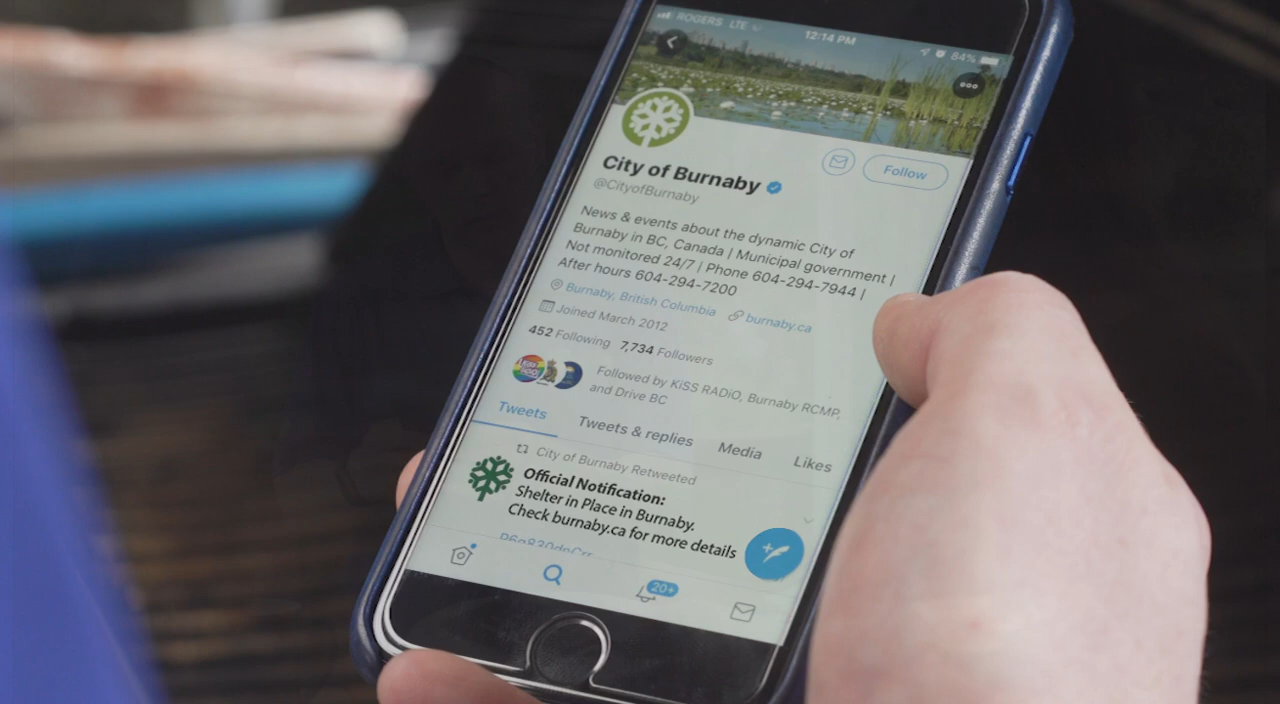 ROGERS LTE 12:14 PM 84%
City of Burnaby
Follow
@CityofBurnaby
News & events about the dynamic City of
Burnaby in BC, Canada | Municipal government |
Not monitored 24/7 | Phone 604-294-7944 |
After hours 604-294-7200
Burnaby, British Columbia burnaby.ca
Joined March 2012
452 Following 7,734 Followers
Followed by KiSS RADiO, Burnaby RCMP,
and Drive BC
Tweets Tweets & replies Media Likes
City of Burnaby Retweeted
Official Notification:
Shelter in Place in Burnaby.
Check burnaby.ca for more details
20+